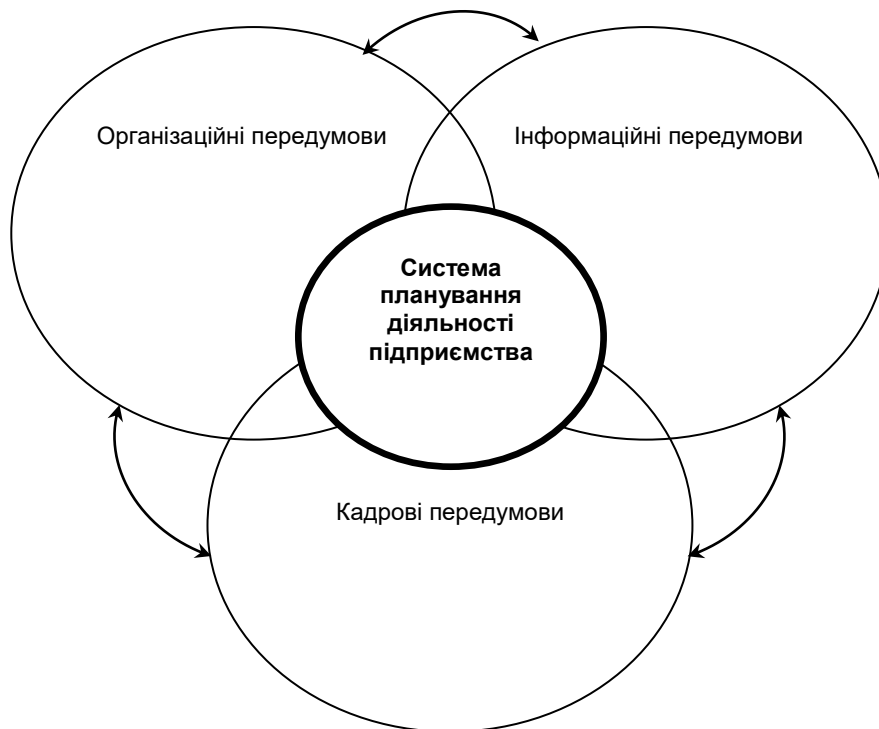 Організаційні передумови
Інформаційні передумови
Система
планування
діяльності
підприємства
Кадрові передумови